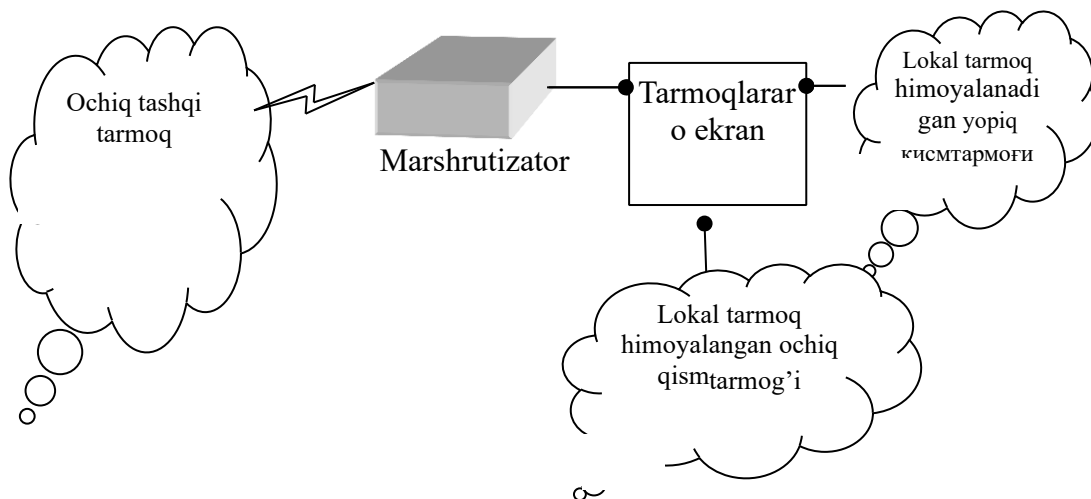 Ochiq tashqi
tarmoq
Marshrutizator
Tarmoqlarar
o ekran
Lokal tarmoq
himoyalanadi
gan yopiq
қисмтармоғи
Lokal tarmoq
himoyalangan ochiq
qismtarmog’i